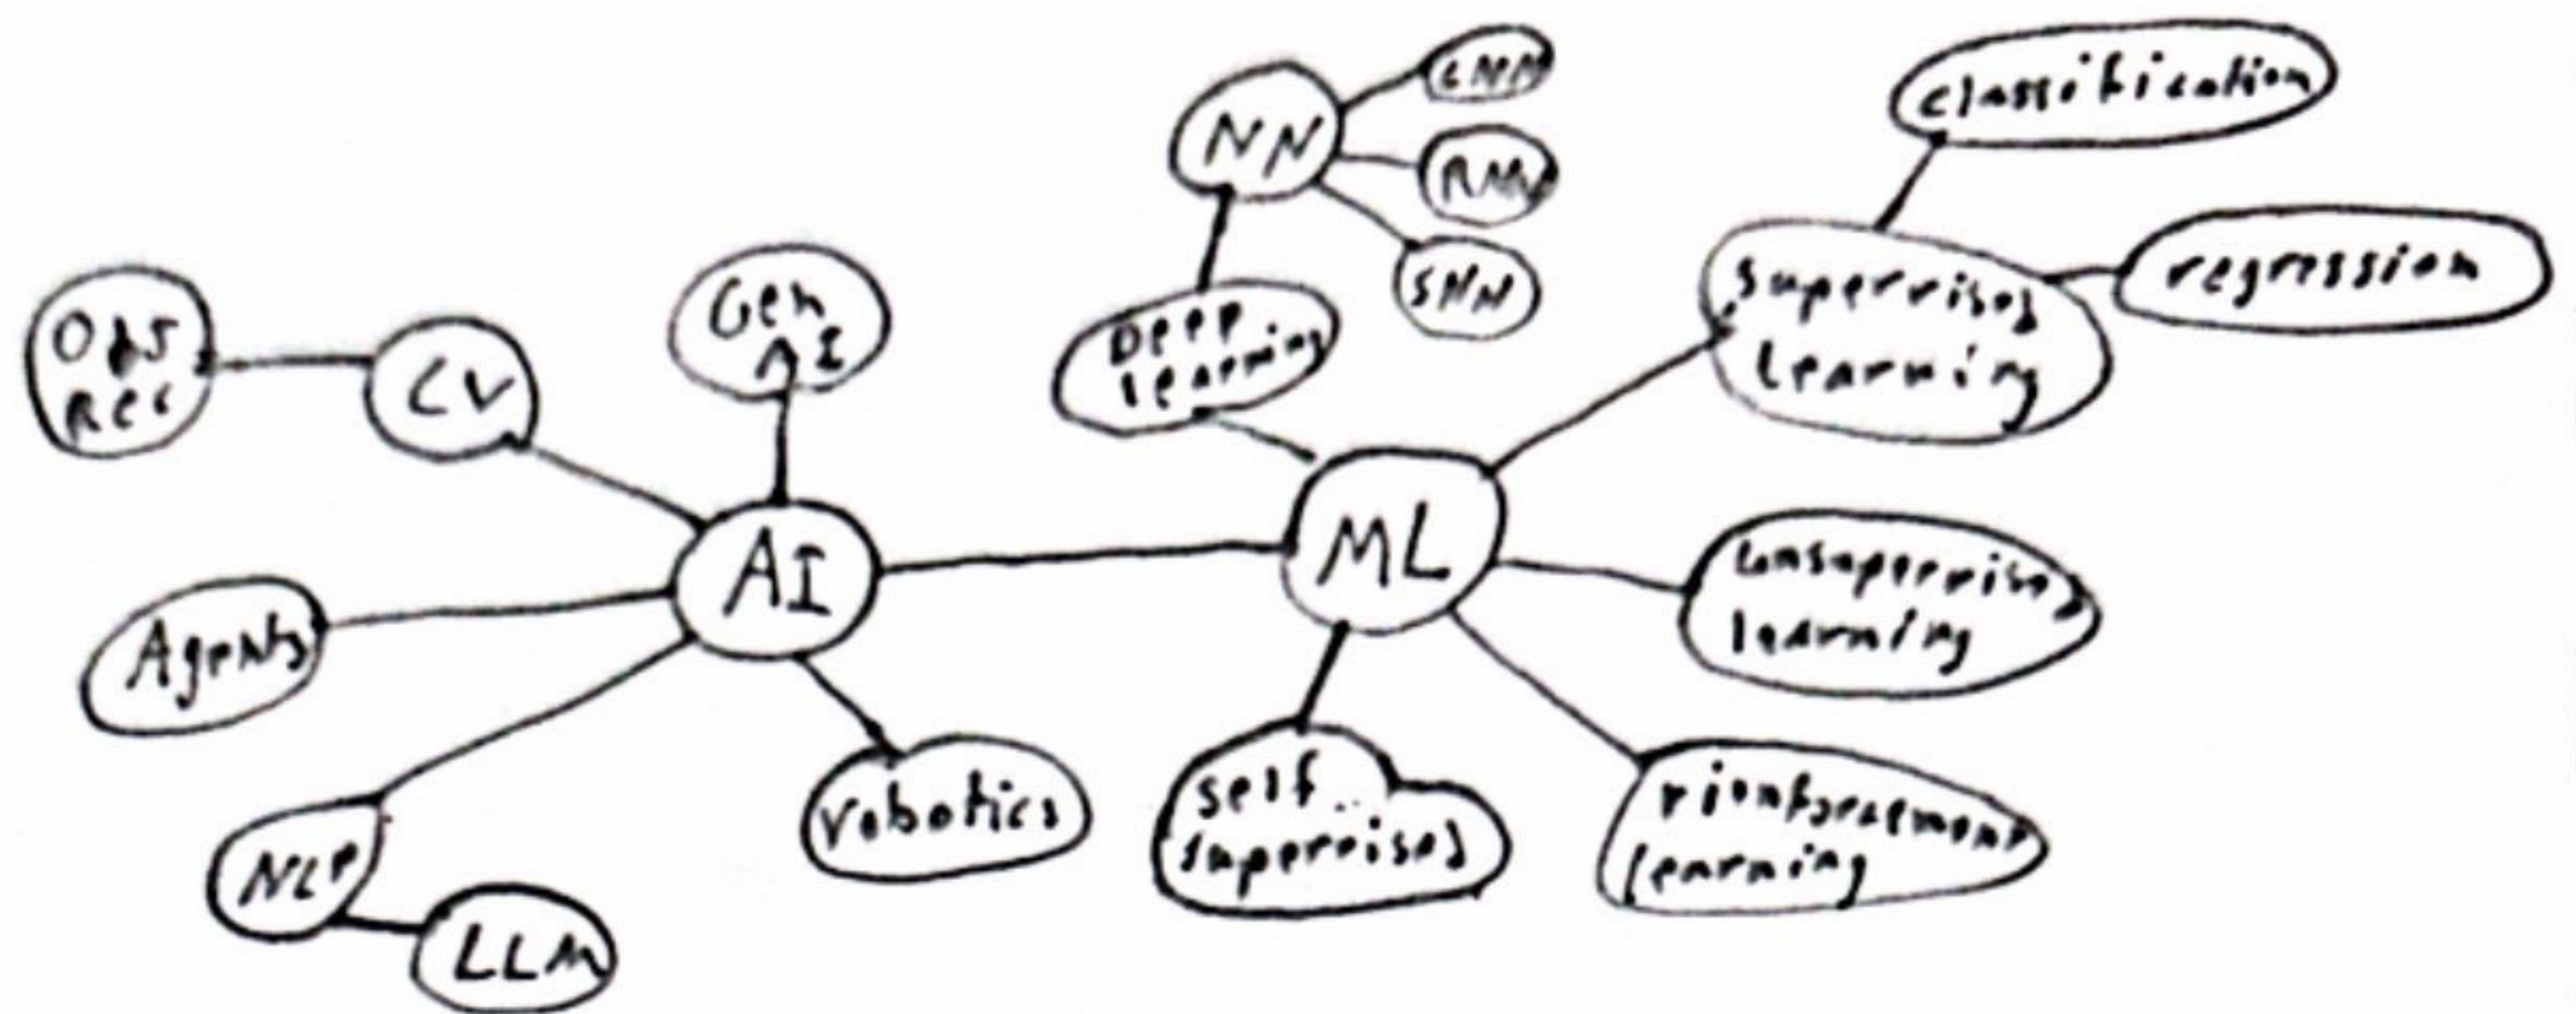 CNN
NN
RNN
SNN
classification
regression
Supervised
Learning
Deep
learning
Gen
AI
Obj
Rec
CV
AI
ML
Unsupervised
learning
Agents
robotics
self..
supervised
rienforcement
learning
NLP
LLM